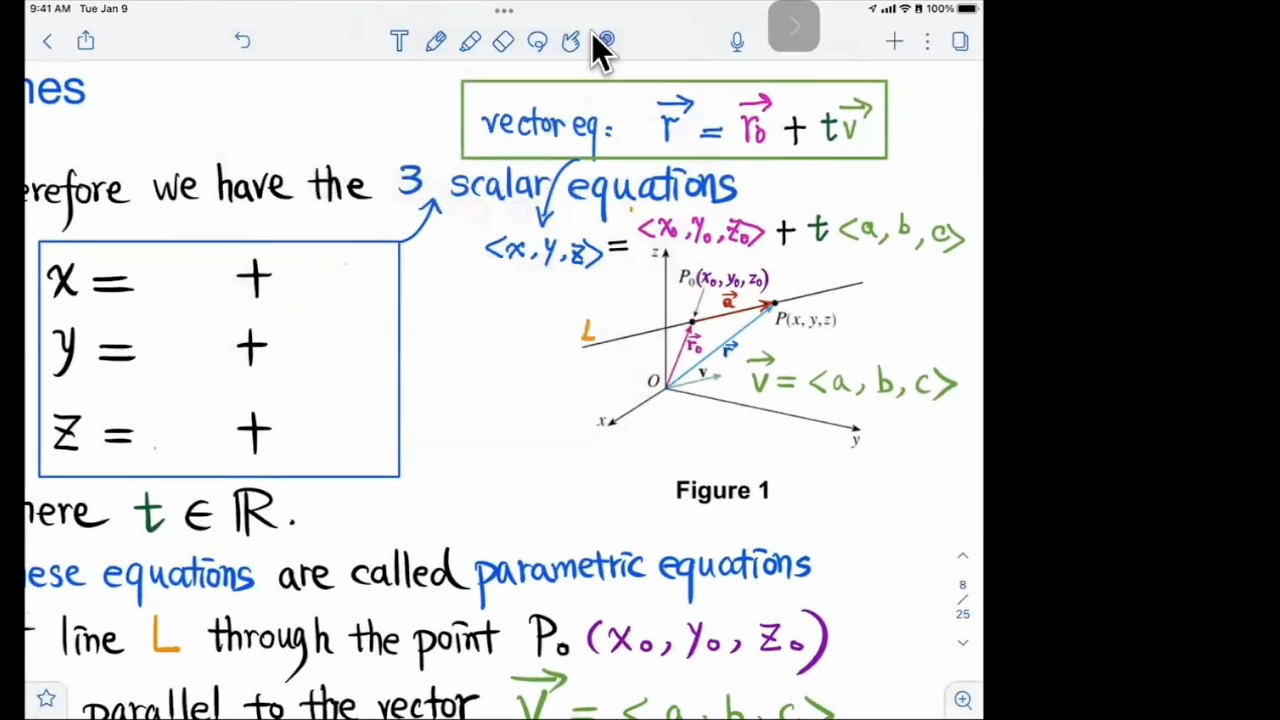 9:41 AM Tue Jan 9
100%
nes
vector eq: r⃗ = r⃗₀ + t v⃗
erefore we have the 3 scalar equations
<x, y, z> = <x₀, y₀, z₀> + t <a, b, c>
x = +
y = +
z = +
z
P₀(x₀, y₀, z₀)
a⃗
L
P(x, y, z)
r⃗₀
r⃗
O
v
v⃗ = <a, b, c>
x
y
Figure 1
here t ∈ ℝ.
ese equations are called parametric equations
line L through the point P₀ (x₀, y₀, z₀)
parallel to the vector v⃗ = <a, b, c>
8
/
25